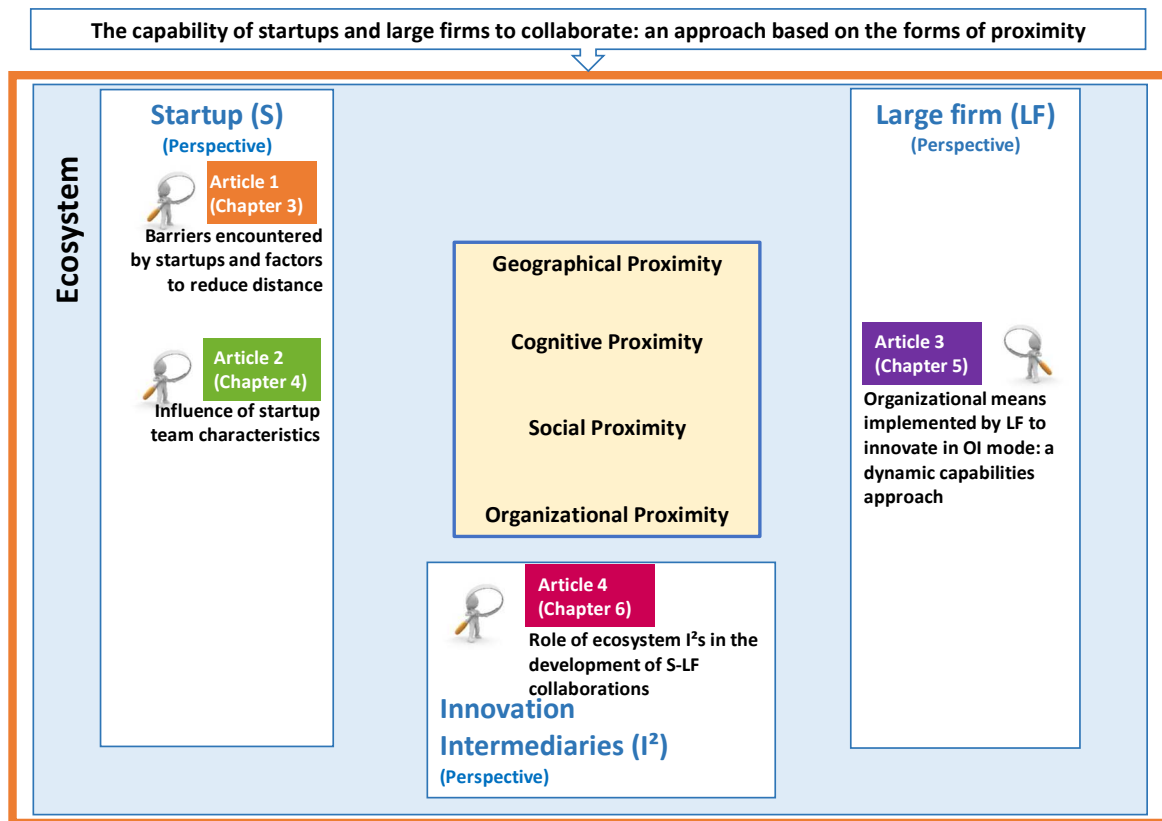 The capability of startups and large firms to collaborate: an approach based on the forms of proximity
Ecosystem
Startup (S)
(Perspective)
Article 1
(Chapter 3)
Barriers encountered
by startups and factors
to reduce distance
Article 2
(Chapter 4)
Influence of startup
team characteristics
Geographical Proximity
Cognitive Proximity
Social Proximity
Organizational Proximity
Large firm (LF)
(Perspective)
Article 3
(Chapter 5)
Organizational means
implemented by LF to
innovate in OI mode: a
dynamic capabilities
approach
Article 4
(Chapter 6)
Role of ecosystem I²s in the
development of S-LF
collaborations
Innovation
Intermediaries (I²)
(Perspective)